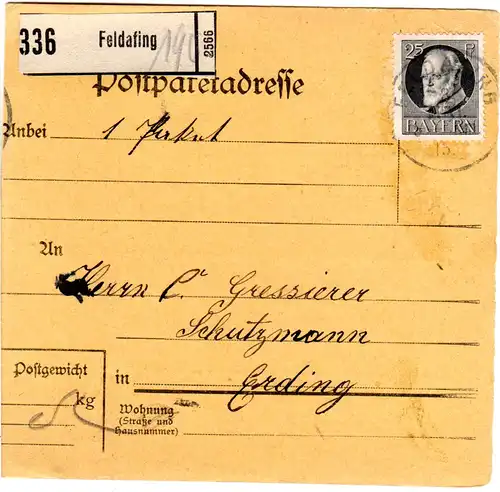 336 Feldafing 2566
25 P
Postpaketadresse
BAYERN
Anbei 1 Paket
15
An
Herrn C. Gressierer
Schutzmann
Postgewicht
in Erding
kg
Wohnung
(Straße und
Hausnummer)